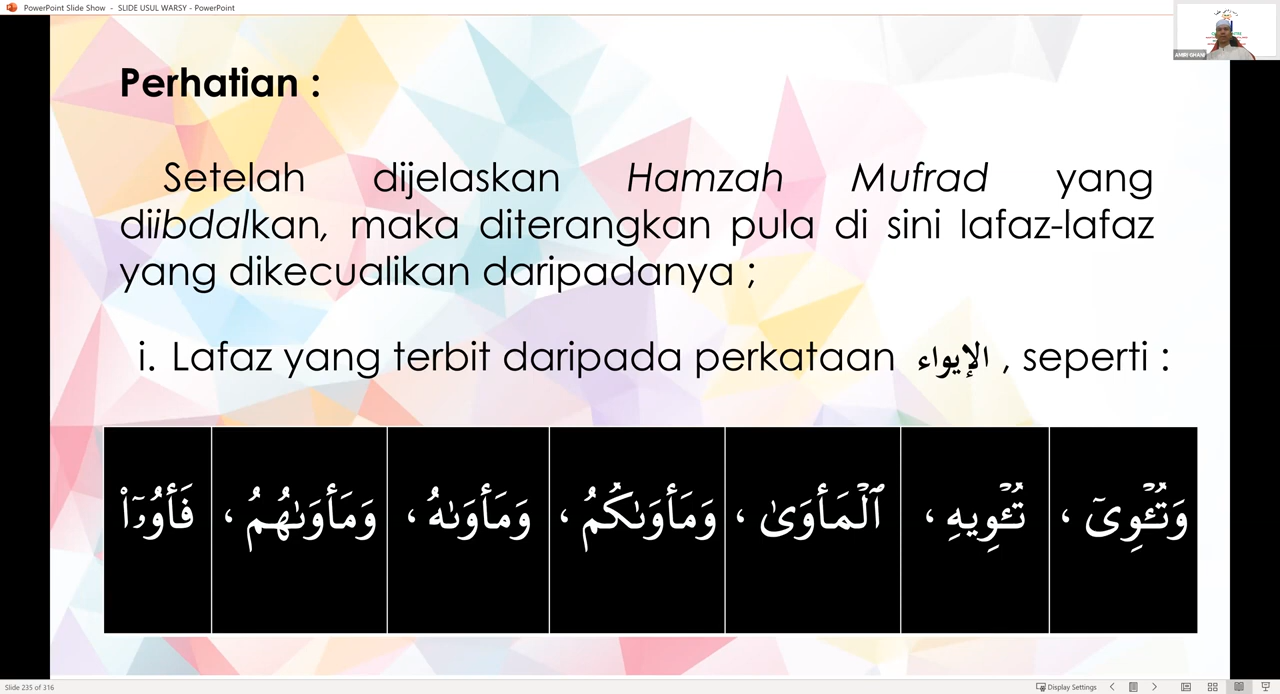 PowerPoint Slide Show - SLIDE USUL WARSY - PowerPoint
AMIRI GHANI
Perhatian :
Setelah dijelaskan Hamzah Mufrad yang
diibdalkan, maka diterangkan pula di sini lafaz-lafaz
yang dikecualikan daripadanya ;
i. Lafaz yang terbit daripada perkataan الإيواء , seperti :
وَتُـْٔوِىٓ ، تُـْٔوِيهِ ، ٱلْمَأْوَىٰ ، وَمَأْوَىٰكُمُ ، وَمَأْوَىٰهُ ، وَمَأْوَىٰهُمُ ، فَأْوُۥٓا۟
Slide 235 of 316
Display Settings